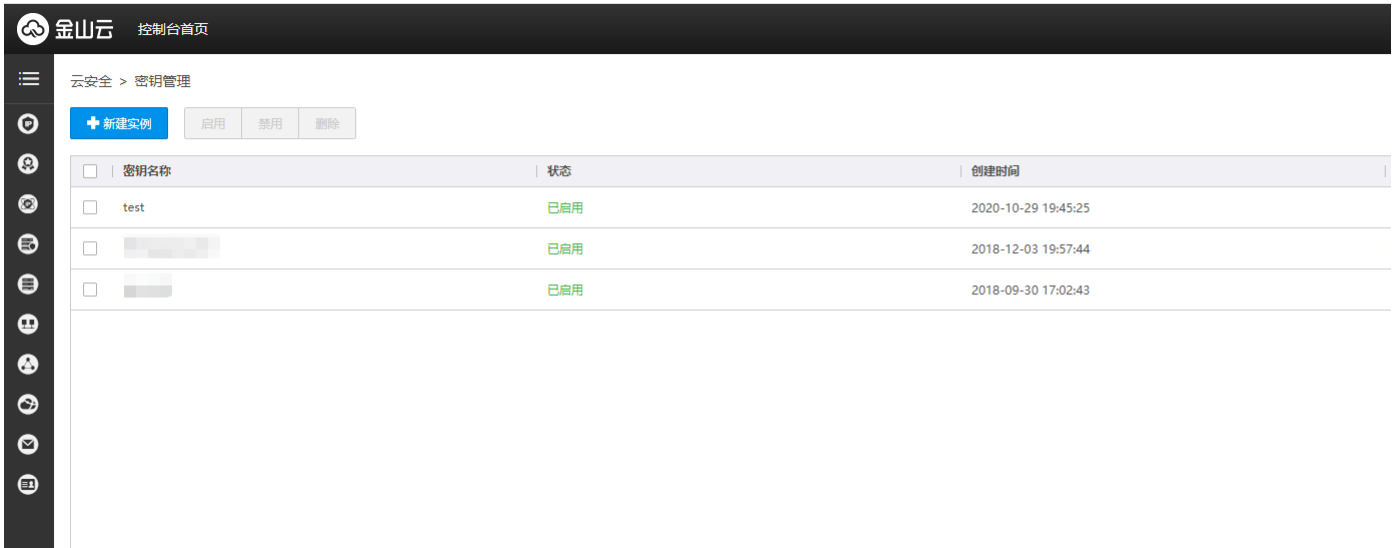 金山云 控制台首页
云安全 > 密钥管理
新建实例 启用 禁用 删除
密钥名称 状态 创建时间
test 已启用 2020-10-29 19:45:25
已启用 2018-12-03 19:57:44
已启用 2018-09-30 17:02:43